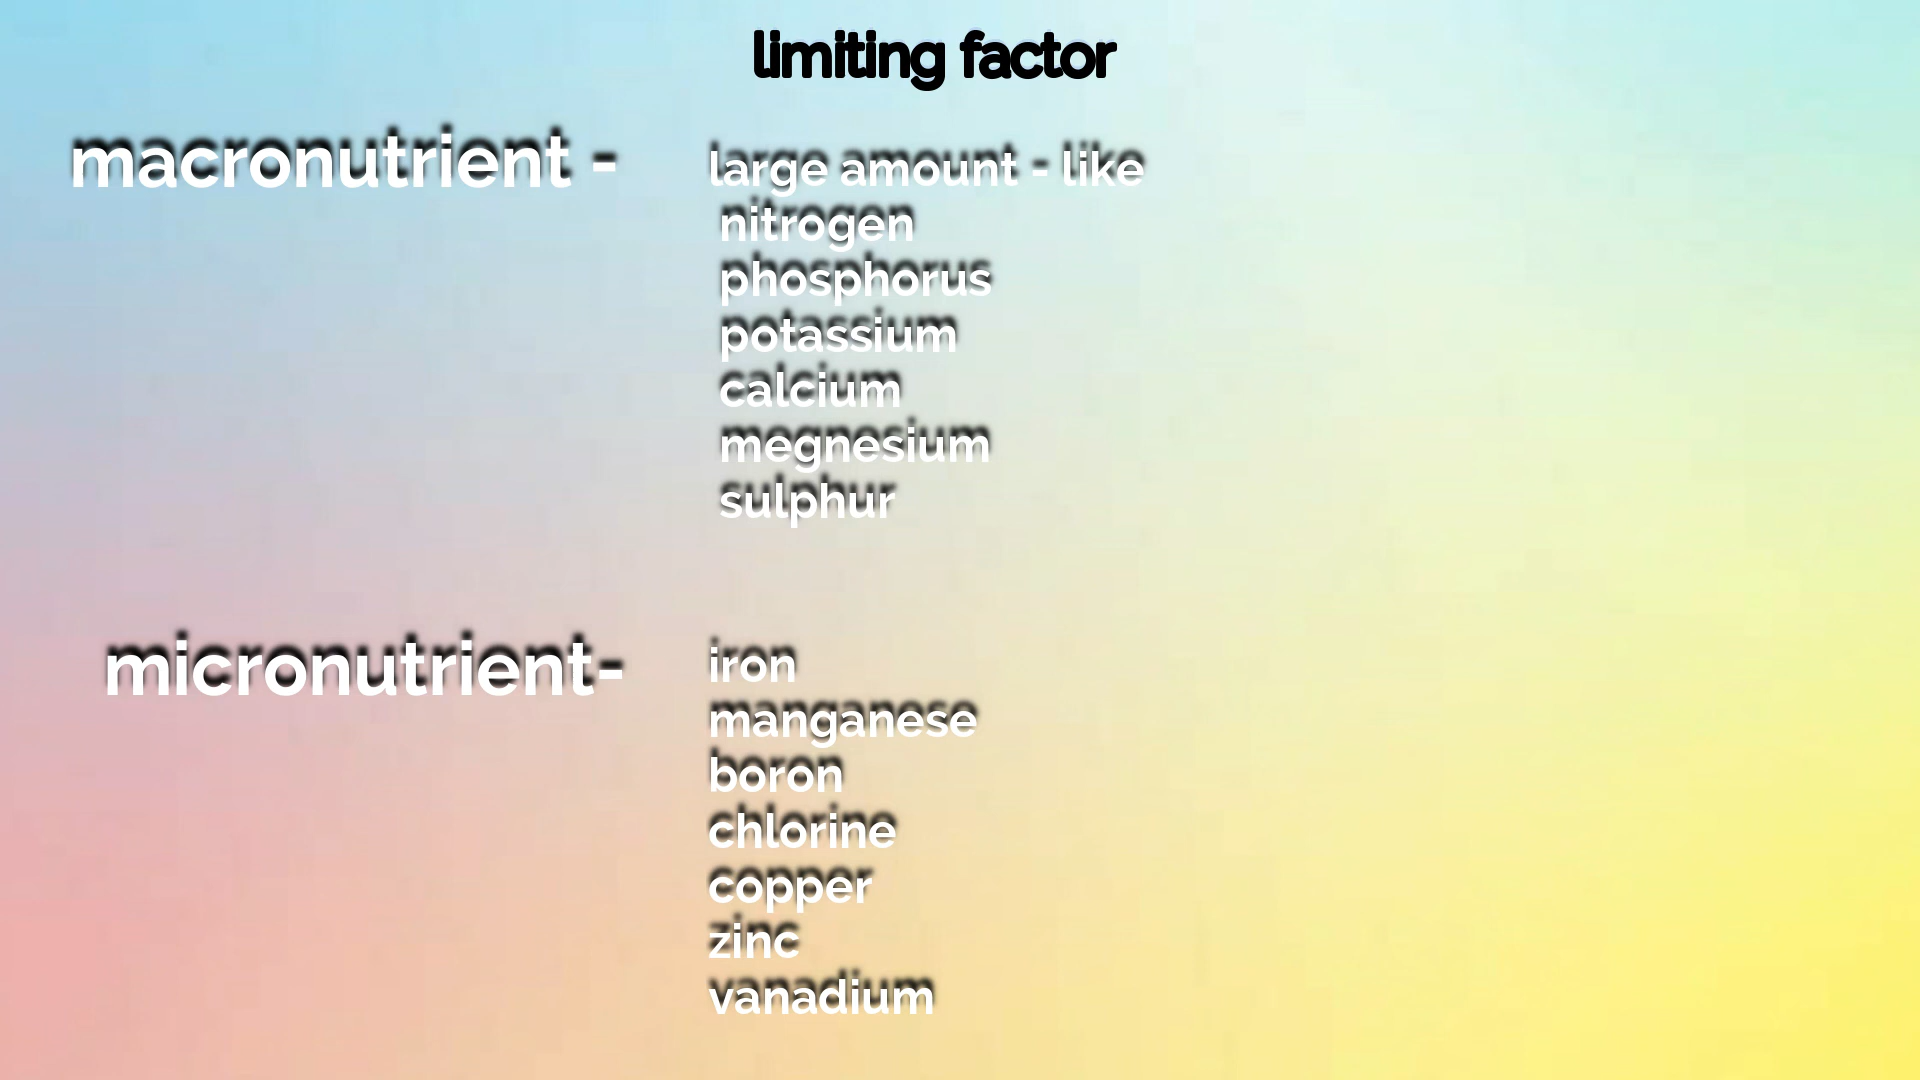 limiting factor
macronutrient - large amount - like
nitrogen
phosphorus
potassium
calcium
megnesium
sulphur
micronutrient- iron
manganese
boron
chlorine
copper
zinc
vanadium